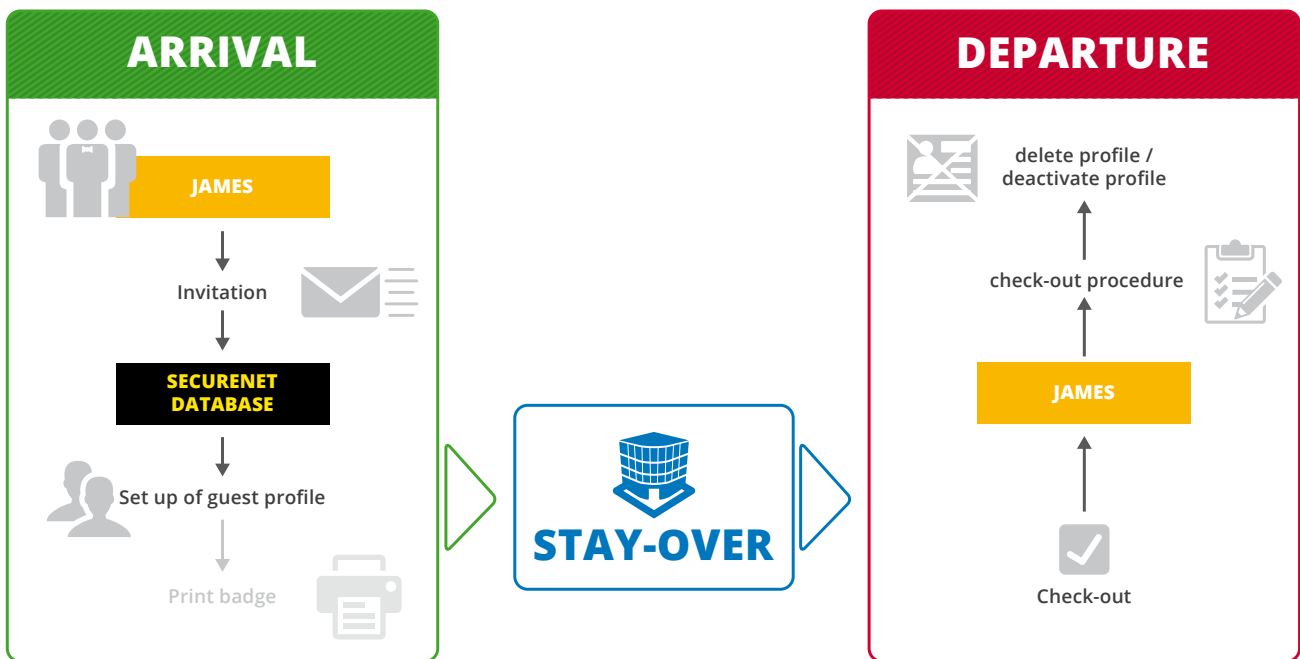 ARRIVAL
JAMES
Invitation
SECURENET
DATABASE
Set up of guest profile
Print badge
STAY-OVER
DEPARTURE
delete profile /
deactivate profile
check-out procedure
JAMES
Check-out